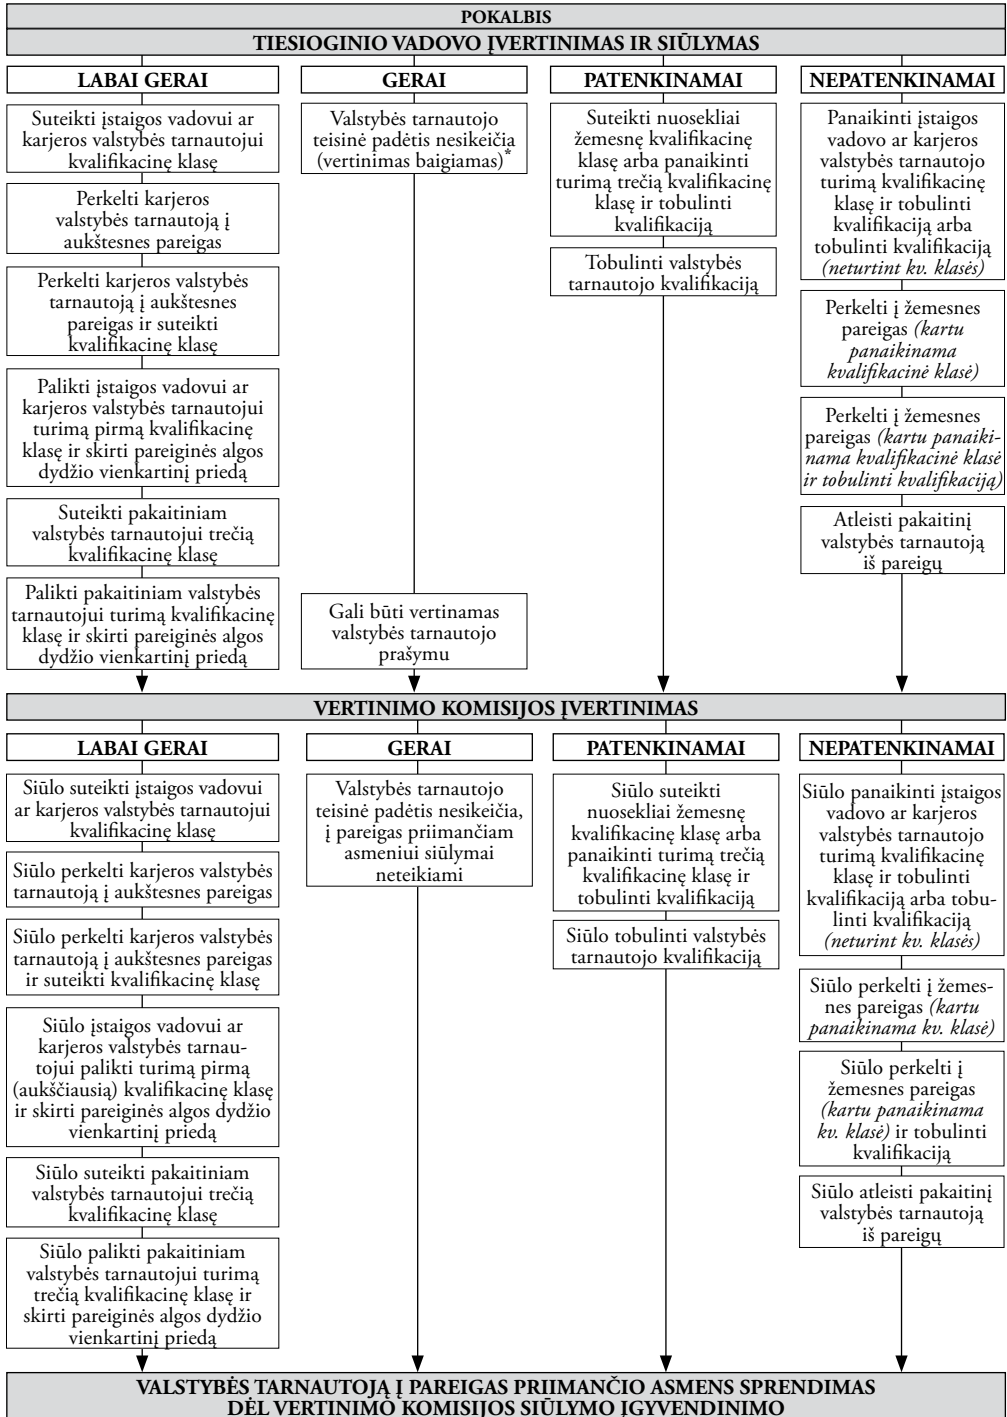 POKALBIS
TIESIOGINIO VADOVO ĮVERTINIMAS IR SIŪLYMAS
LABAI GERAI
Suteikti įstaigos vadovui ar
karjeros valstybės tarnautojui
kvalifikacinę klasę
Perkelti karjeros
valstybės tarnautoją į
aukštesnes pareigas
Perkelti karjeros valstybės
tarnautoją į aukštesnes
pareigas ir suteikti
kvalifikacinę klasę
Palikti įstaigos vadovui ar
karjeros valstybės tarnautojui
turimą pirmą kvalifikacinę
klasę ir skirti pareiginės algos
dydžio vienkartinį priedą
Suteikti pakaitiniam
valstybės tarnautojui trečią
kvalifikacinę klasę
Palikti pakaitiniam valstybės
tarnautojui turimą kvalifikacinę
klasę ir skirti pareiginės algos
dydžio vienkartinį priedą
GERAI
Valstybės tarnautojo
teisinė padėtis nesikeičia
(vertinimas baigiamas)*
Gali būti vertinamas
valstybės tarnautojo
prašymu
PATENKINAMAI
Suteikti nuosekliai
žemesnę kvalifikacinę
klasę arba panaikinti
turimą trečią kvalifikacinę
klasę ir tobulinti
kvalifikaciją
Tobulinti valstybės
tarnautojo kvalifikaciją
NEPATENKINAMAI
Panaikinti įstaigos
vadovo ar karjeros
valstybės tarnautojo
turimą kvalifikacinę
klasę ir tobulinti
kvalifikaciją arba
tobulinti kvalifikaciją
(neturtint kv. klasės)
Perkelti į žemesnes
pareigas (kartu
panaikinama
kvalifikacinė klasė)
Perkelti į žemesnes
pareigas (kartu panaiki-
nama kvalifikacinė klasė
ir tobulinti kvalifikaciją)
Atleisti pakaitinį
valstybės tarnautoją
iš pareigų
VERTINIMO KOMISIJOS ĮVERTINIMAS
LABAI GERAI
Siūlo suteikti įstaigos vadovui
ar karjeros valstybės tarnautojui
kvalifikacinę klasę
Siūlo perkelti karjeros valstybės
tarnautoją į aukštesnes pareigas
Siūlo perkelti karjeros valstybės
tarnautoją į aukštesnes pareigas
ir suteikti kvalifikacinę klasę
Siūlo įstaigos vadovui ar
karjeros valstybės tarnau-
tojui palikti turimą pirmą
(aukščiausią) kvalifikacinę klasę
ir skirti pareiginės algos dydžio
vienkartinį priedą
Siūlo suteikti pakaitiniam
valstybės tarnautojui trečią
kvalifikacinę klasę
Siūlo palikti pakaitiniam
valstybės tarnautojui turimą
trečią kvalifikacinę klasę ir
skirti pareiginės algos dydžio
vienkartinį priedą
GERAI
Valstybės tarnautojo
teisinė padėtis nesikeičia,
į pareigas priimančiam
asmeniui siūlymai
neteikiami
PATENKINAMAI
Siūlo suteikti
nuosekliai žemesnę
kvalifikacinę klasę arba
panaikinti turimą trečią
kvalifikacinę klasę ir
tobulinti kvalifikaciją
Siūlo tobulinti valstybės
tarnautojo kvalifikaciją
NEPATENKINAMAI
Siūlo panaikinti įstaigos
vadovo ar karjeros
valstybės tarnautojo
turimą kvalifikacinę
klasę ir tobulinti
kvalifikaciją arba tobu-
linti kvalifikaciją
(neturint kv. klasės)
Siūlo perkelti į žemes-
nes pareigas (kartu
panaikinama kv. klasė)
Siūlo perkelti į
žemesnes pareigas
(kartu panaikinama
kv. klasė) ir tobulinti
kvalifikaciją
Siūlo atleisti pakaitinį
valstybės tarnautoją
iš pareigų
VALSTYBĖS TARNAUTOJĄ Į PAREIGAS PRIIMANČIO ASMENS SPRENDIMAS
DĖL VERTINIMO KOMISIJOS SIŪLYMO ĮGYVENDINIMO